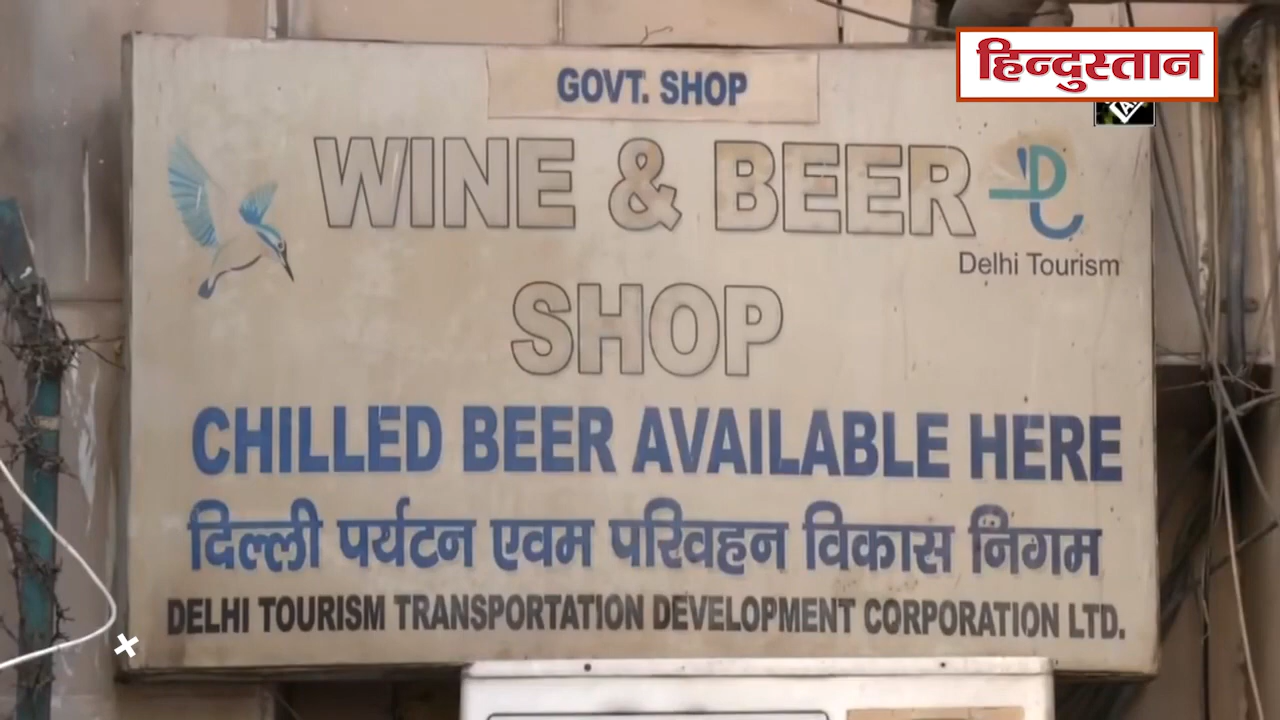 हिन्दुस्तान
GOVT. SHOP
WINE & BEER
SHOP
Delhi Tourism
CHILLED BEER AVAILABLE HERE
दिल्ली पर्यटन एवम परिवहन विकास निगम
DELHI TOURISM TRANSPORTATION DEVELOPMENT CORPORATION LTD.